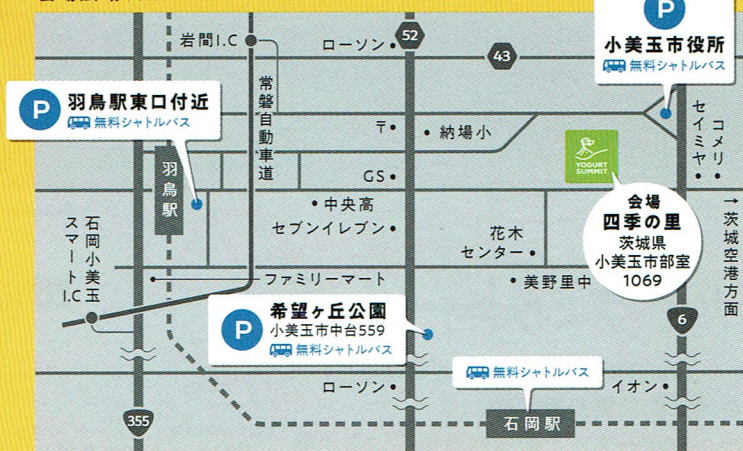 P
小美玉市役所
無料シャトルバス
岩間I.C
ローソン
52
43
P
羽鳥駅東口付近
無料シャトルバス
常磐自動車道
〒
納場小
セイミヤ
コメリ
YOGURT
SUMMIT
羽鳥駅
GS
中央高
セブンイレブン
花木
センター
会場
四季の里
茨城県
小美玉市部室
1069
→茨城空港方面
石岡小美玉
スマートI.C
ファミリーマート
美野里中
P
希望ヶ丘公園
小美玉市中台559
無料シャトルバス
6
無料シャトルバス
ローソン
イオン
355
石岡駅